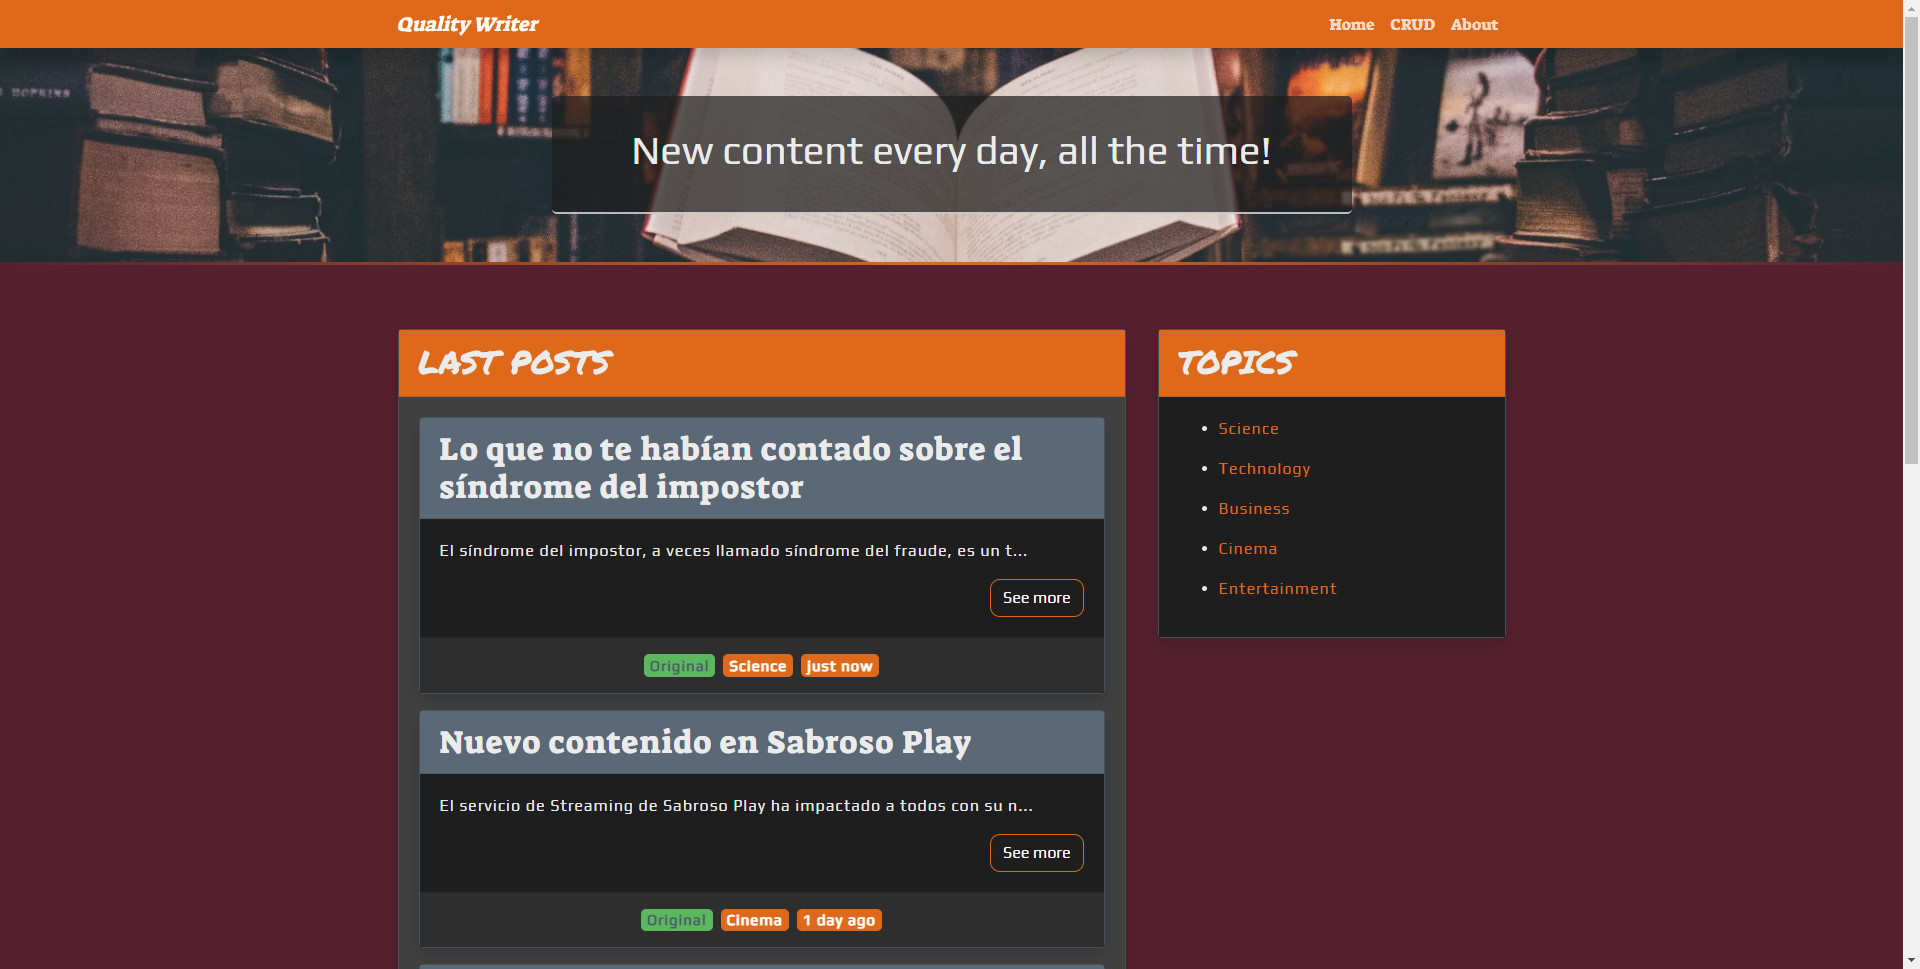 Quality Writer
Home CRUD About
HOPKINS
New content every day, all the time!
LAST POSTS
Lo que no te habían contado sobre el
síndrome del impostor
El síndrome del impostor, a veces llamado síndrome del fraude, es un t...
See more
Original Science just now
Nuevo contenido en Sabroso Play
El servicio de Streaming de Sabroso Play ha impactado a todos con su n...
See more
Original Cinema 1 day ago
TOPICS
Science
Technology
Business
Cinema
Entertainment